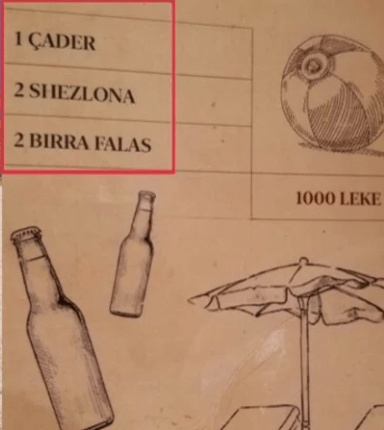 1 ÇADER
2 SHEZLONA
2 BIRRA FALAS
1000 LEKE